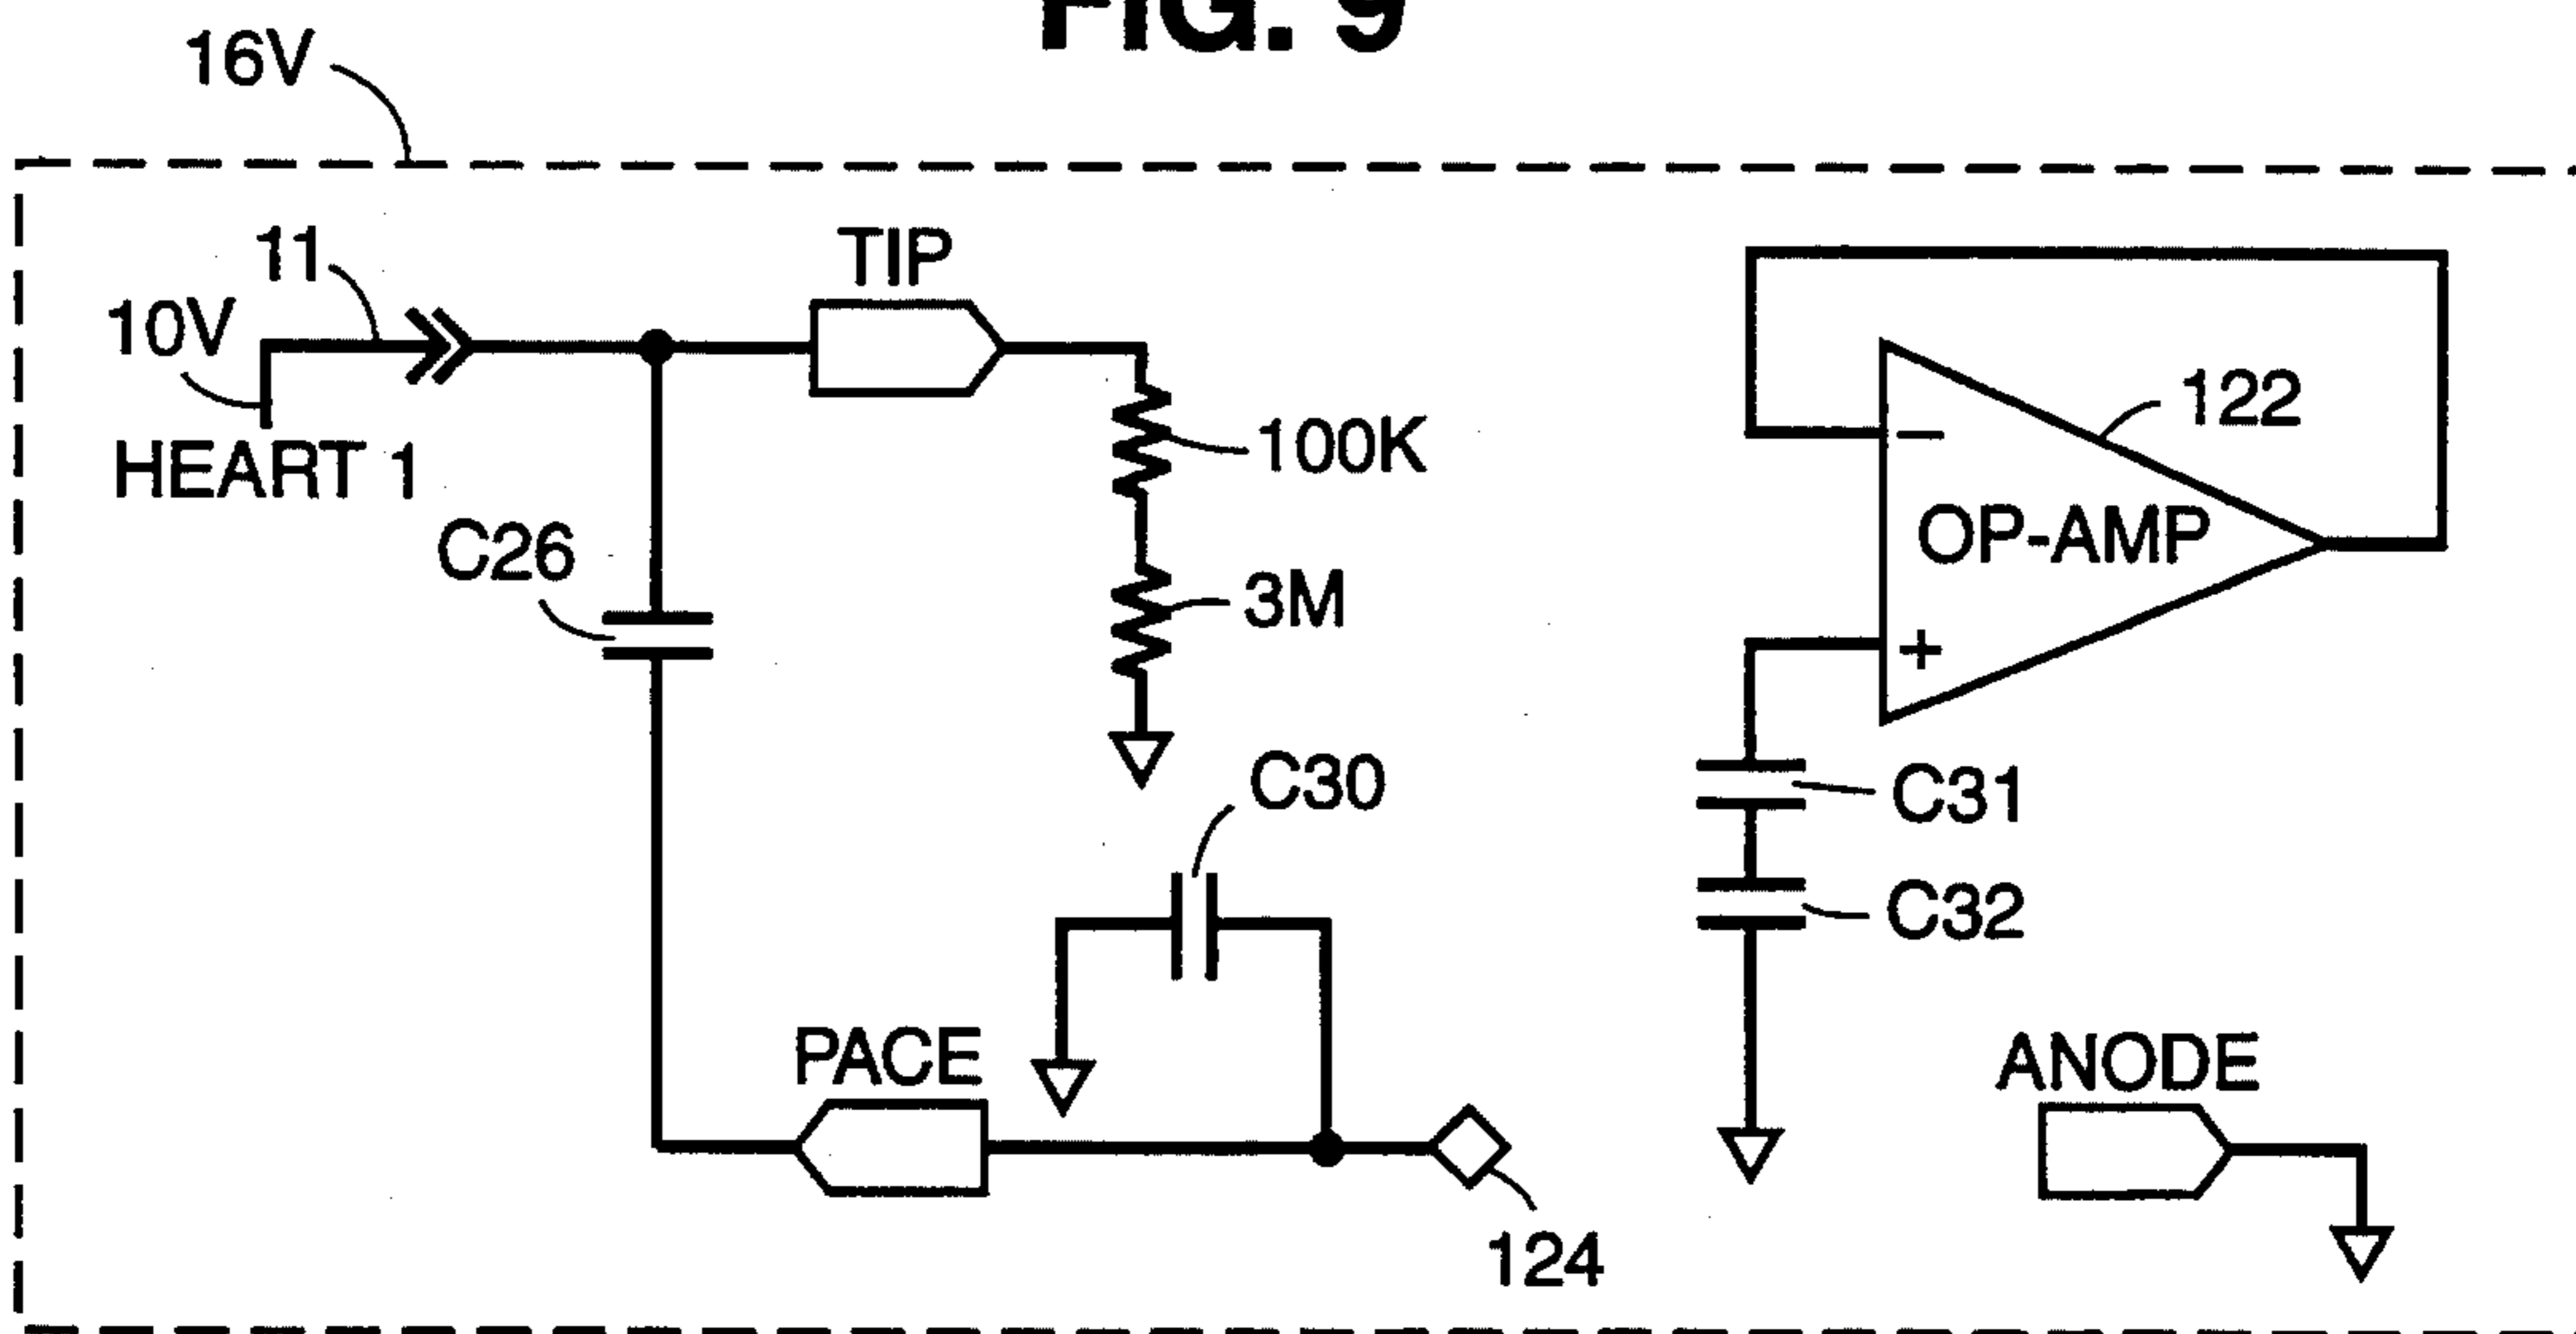 FIG. 9
16V
11
TIP
10V
HEART 1
100K
122
C26
OP-AMP
3M
−
+
C30
C31
C32
PACE
ANODE
124